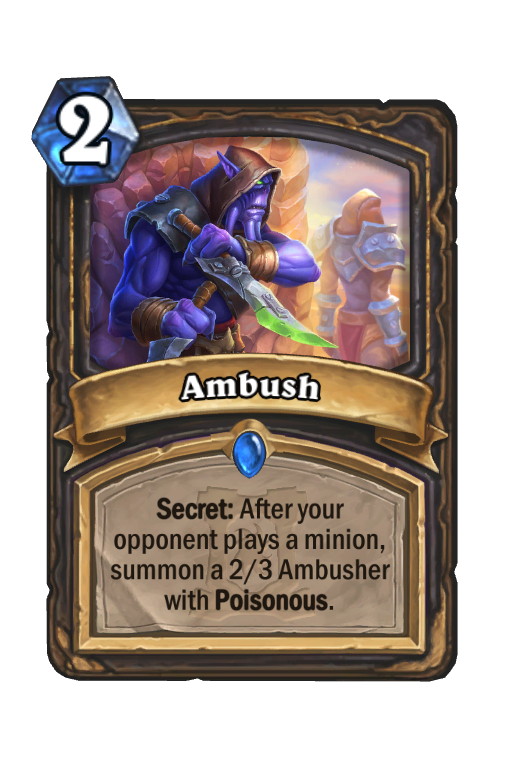 2
Ambush
Secret: After your
opponent plays a minion,
summon a 2/3 Ambusher
with Poisonous.